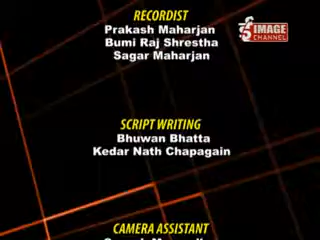 RECORDIST
Prakash Maharjan
Bumi Raj Shrestha
Sagar Maharjan
IMAGE
CHANNEL
SCRIPT WRITING
Bhuwan Bhatta
Kedar Nath Chapagain
CAMERA ASSISTANT